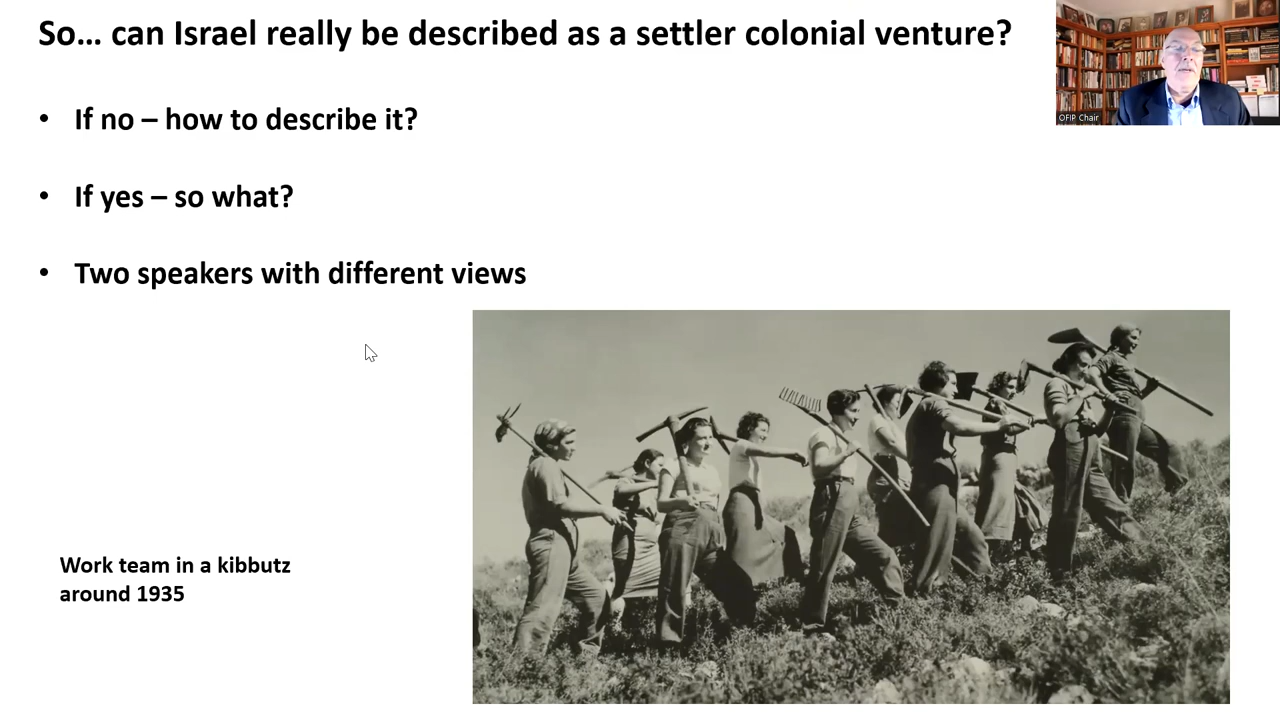 So… can Israel really be described as a settler colonial venture?
OFIP Chair
• If no – how to describe it?
• If yes – so what?
• Two speakers with different views
Work team in a kibbutz
around 1935